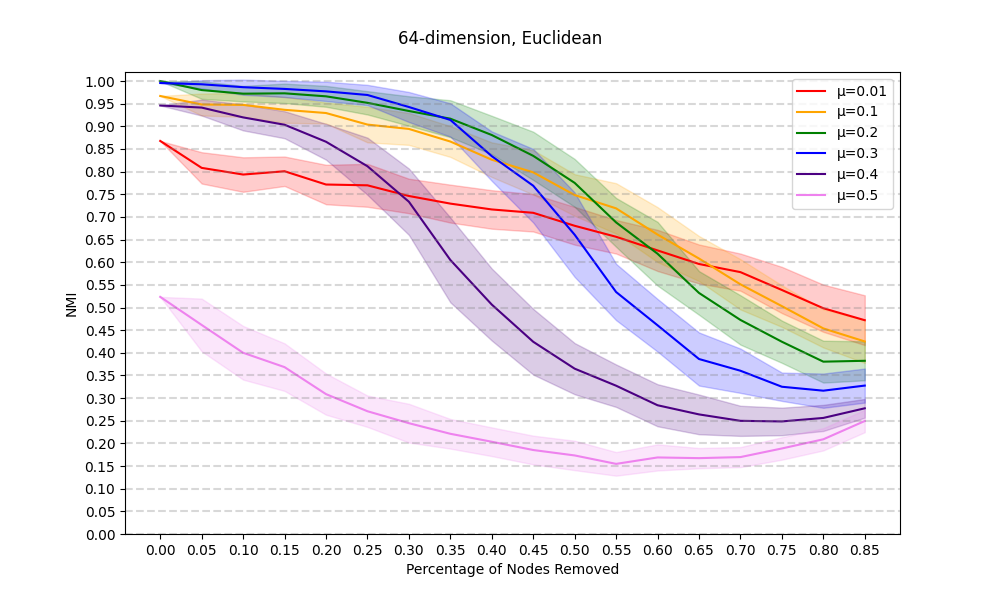 64-dimension, Euclidean
1.00
0.95
0.90
0.85
0.80
0.75
0.70
0.65
0.60
0.55
0.50
0.45
0.40
0.35
0.30
0.25
0.20
0.15
0.10
0.05
0.00
NMI
μ=0.01
μ=0.1
μ=0.2
μ=0.3
μ=0.4
μ=0.5
0.00 0.05 0.10 0.15 0.20 0.25 0.30 0.35 0.40 0.45 0.50 0.55 0.60 0.65 0.70 0.75 0.80 0.85
Percentage of Nodes Removed